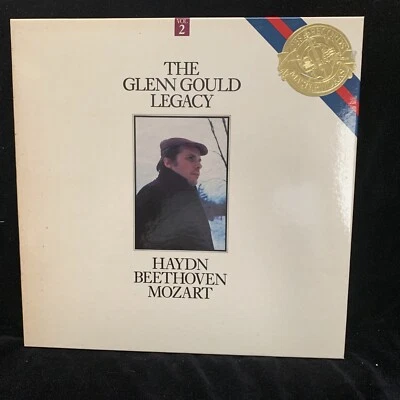 VOL
2
THE
GLENN GOULD
LEGACY
HAYDN
BEETHOVEN
MOZART